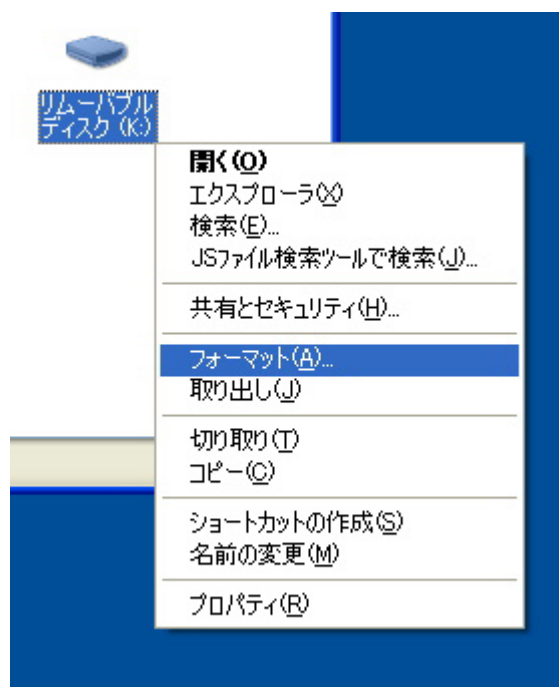 リムーバブル
ディスク (K:)
開く(O)
エクスプローラ(X)
検索(E)...
JSファイル検索ツールで検索(J)...
共有とセキュリティ(H)...
フォーマット(A)...
取り出し(J)
切り取り(T)
コピー(C)
ショートカットの作成(S)
名前の変更(M)
プロパティ(R)